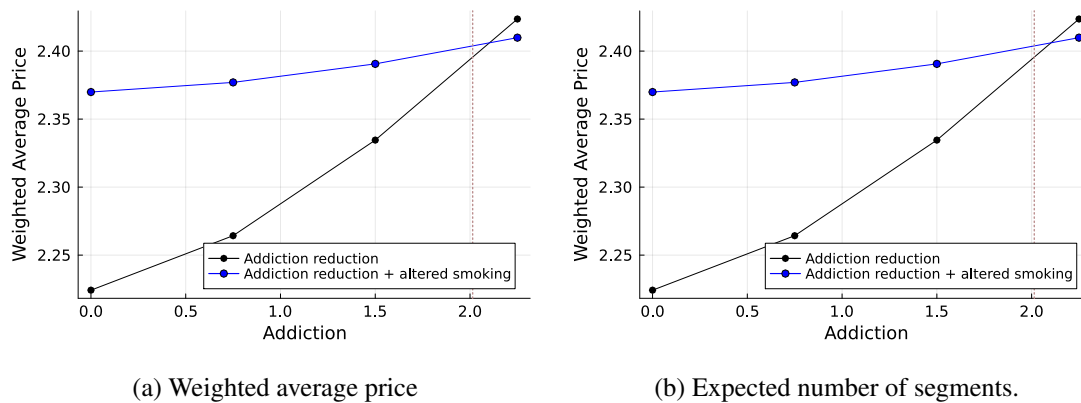 Weighted Average Price
2.40
2.35
2.30
2.25
Addiction reduction
Addiction reduction + altered smoking
0.0 0.5 1.0 1.5 2.0
Addiction
(a) Weighted average price
Weighted Average Price
2.40
2.35
2.30
2.25
Addiction reduction
Addiction reduction + altered smoking
0.0 0.5 1.0 1.5 2.0
Addiction
(b) Expected number of segments.